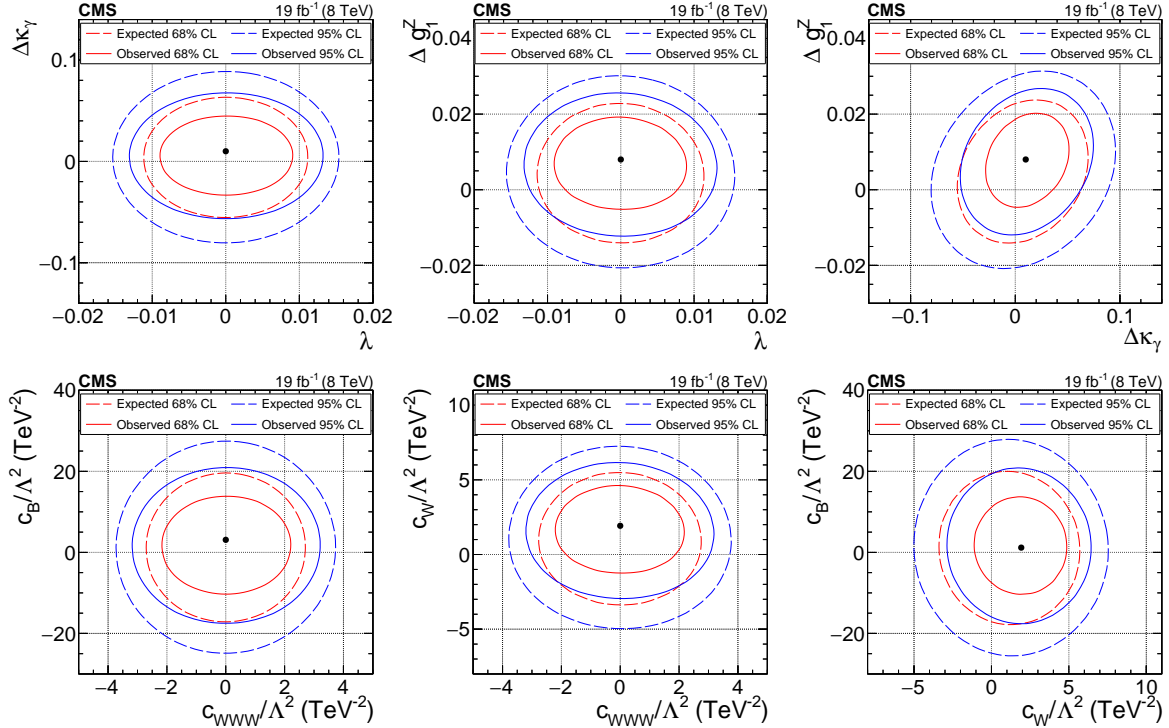 CMS 19 fb⁻¹ (8 TeV)
Δκγ
Expected 68% CL Expected 95% CL
Observed 68% CL Observed 95% CL
0.1
0
−0.1
−0.02 −0.01 0 0.01 0.02
λ
CMS 19 fb⁻¹ (8 TeV)
Δ g₁ᶻ
Expected 68% CL Expected 95% CL
Observed 68% CL Observed 95% CL
0.04
0.02
0
−0.02
−0.02 −0.01 0 0.01 0.02
λ
CMS 19 fb⁻¹ (8 TeV)
Δ g₁ᶻ
Expected 68% CL Expected 95% CL
Observed 68% CL Observed 95% CL
0.04
0.02
0
−0.02
−0.1 0 0.1
Δκγ
CMS 19 fb⁻¹ (8 TeV)
c_B/Λ² (TeV⁻²)
Expected 68% CL Expected 95% CL
Observed 68% CL Observed 95% CL
40
20
0
−20
−4 −2 0 2 4
c_WWW/Λ² (TeV⁻²)
CMS 19 fb⁻¹ (8 TeV)
c_W/Λ² (TeV⁻²)
Expected 68% CL Expected 95% CL
Observed 68% CL Observed 95% CL
10
5
0
−5
−4 −2 0 2 4
c_WWW/Λ² (TeV⁻²)
CMS 19 fb⁻¹ (8 TeV)
c_B/Λ² (TeV⁻²)
Expected 68% CL Expected 95% CL
Observed 68% CL Observed 95% CL
40
20
0
−20
−5 0 5 10
c_W/Λ² (TeV⁻²)